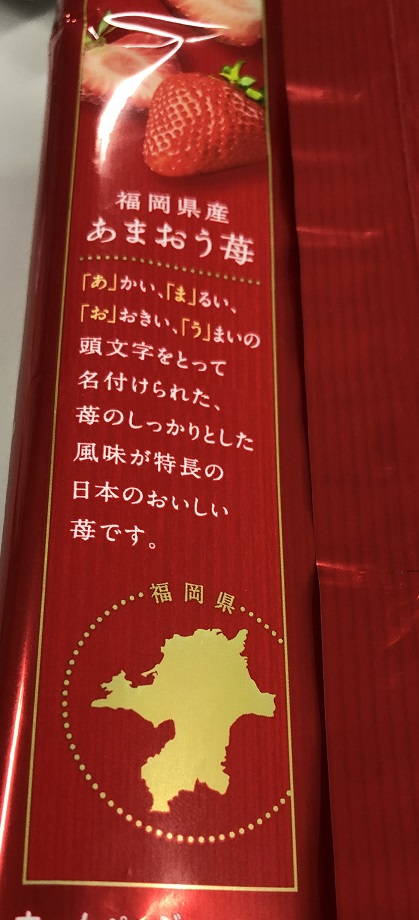 福岡県産
あまおう苺
「あ」かい、「ま」るい、
「お」おきい、「う」まいの
頭文字をとって
名付けられた、
苺のしっかりとした
風味が特長の
日本のおいしい
苺です。
福岡県